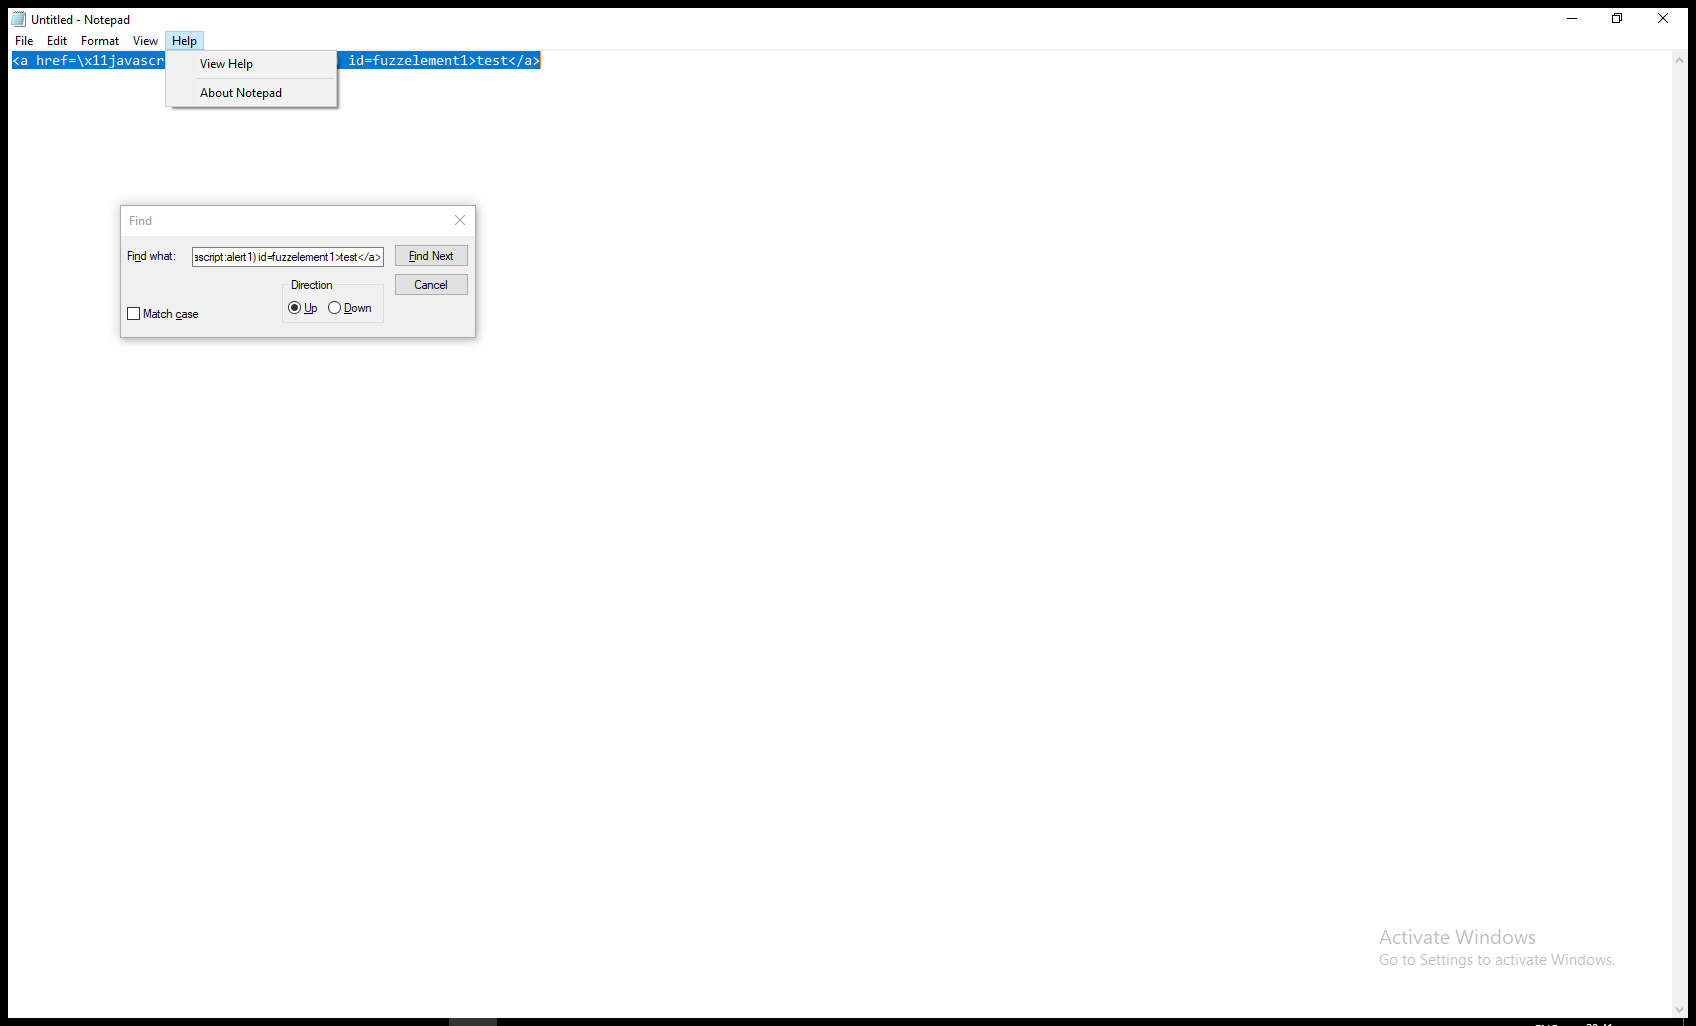 Untitled - Notepad
File Edit Format View Help
<a href=\x11javascr id=fuzzelement1>test</a>
View Help
About Notepad
Find
Find what: ascript:alert1) id=fuzzelement1>test</a> Find Next
Direction Cancel
Up Down
Match case
Activate Windows
Go to Settings to activate Windows.